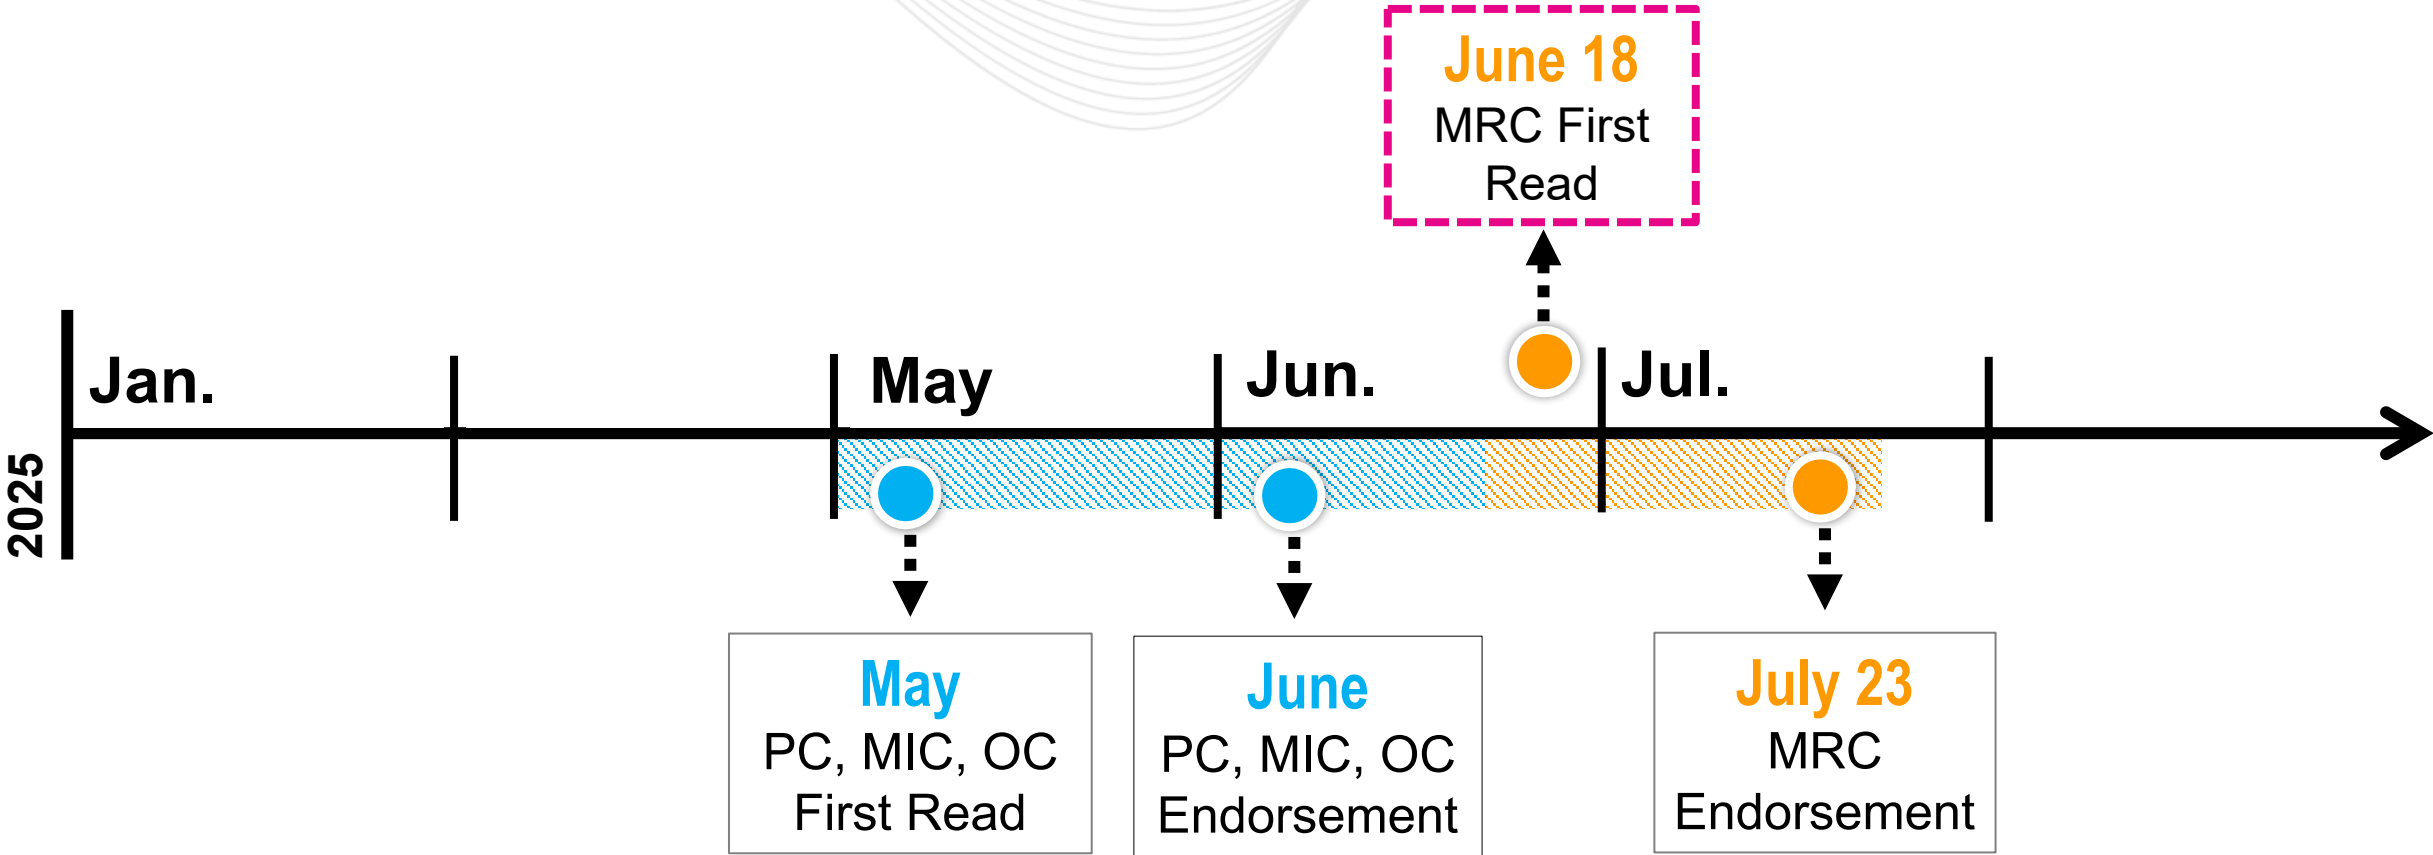 June 18
MRC First
Read
Jan.
May
Jun.
Jul.
2025
May
PC, MIC, OC
First Read
June
PC, MIC, OC
Endorsement
July 23
MRC
Endorsement